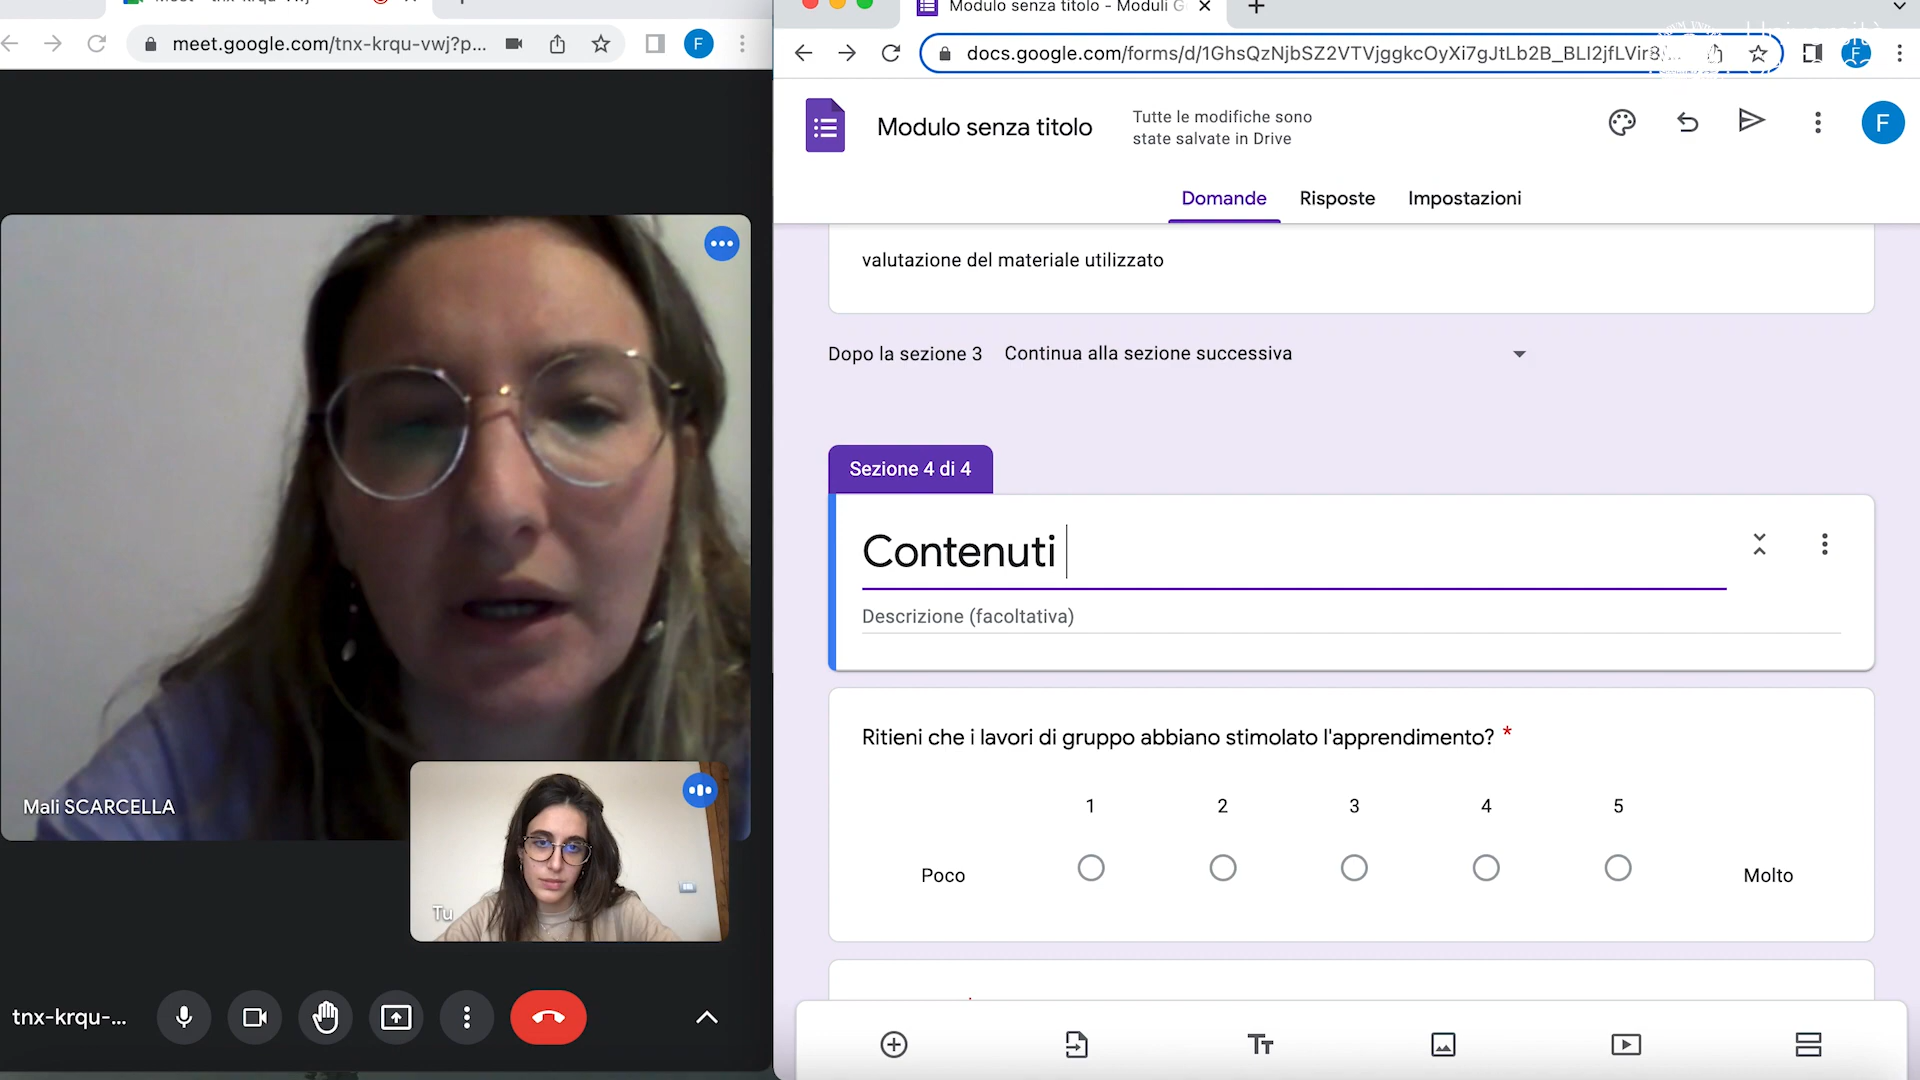 meet.google.com/tnx-krqu-vwj?p...
F
Mali SCARCELLA
Tu
tnx-krqu-...
Modulo senza titolo - Moduli G
docs.google.com/forms/d/1GhsQzNjbSZ2VTVjggkcOyXi7gJtLb2B_BLI2jfLVir8
F
Modulo senza titolo
Tutte le modifiche sono
state salvate in Drive
F
Domande Risposte Impostazioni
valutazione del materiale utilizzato
Dopo la sezione 3 Continua alla sezione successiva
Sezione 4 di 4
Contenuti
Descrizione (facoltativa)
Ritieni che i lavori di gruppo abbiano stimolato l'apprendimento? *
1 2 3 4 5
Poco Molto